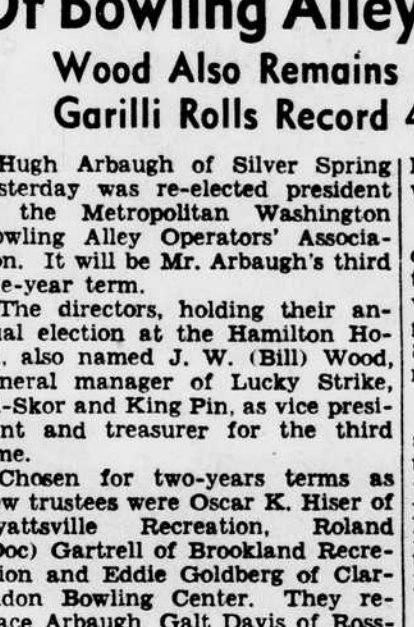 Of Bowling Alley
Wood Also Remains
Garilli Rolls Record 4
Hugh Arbaugh of Silver Spring
sterday was re-elected president
the Metropolitan Washington
owling Alley Operators' Associa-
on. It will be Mr. Arbaugh's third
e-year term.
The directors, holding their an-
ual election at the Hamilton Ho-
, also named J. W. (Bill) Wood,
neral manager of Lucky Strike,
-Skor and King Pin, as vice presi-
nt and treasurer for the third
me.
Chosen for two-years terms as
w trustees were Oscar K. Hiser of
yattsville Recreation, Roland
Doc) Gartrell of Brookland Recre-
ion and Eddie Goldberg of Clar-
don Bowling Center. They re-
ace Arbaugh, Galt Davis of Ross-